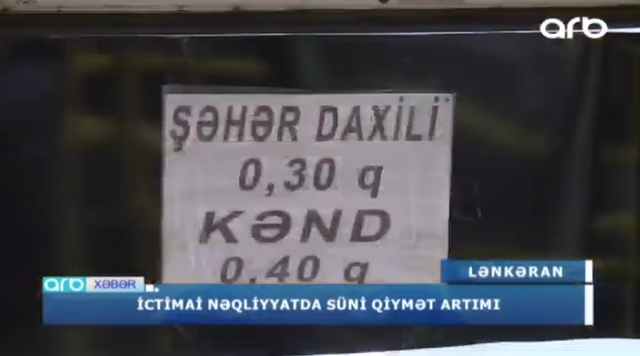 arb
ŞƏHƏR DAXİLİ
0,30 q
KƏND
0.40 q
LƏNKƏRAN
arb XƏBƏR
İCTİMAİ NƏQLİYYATDA SÜNİ QİYMƏT ARTIMI